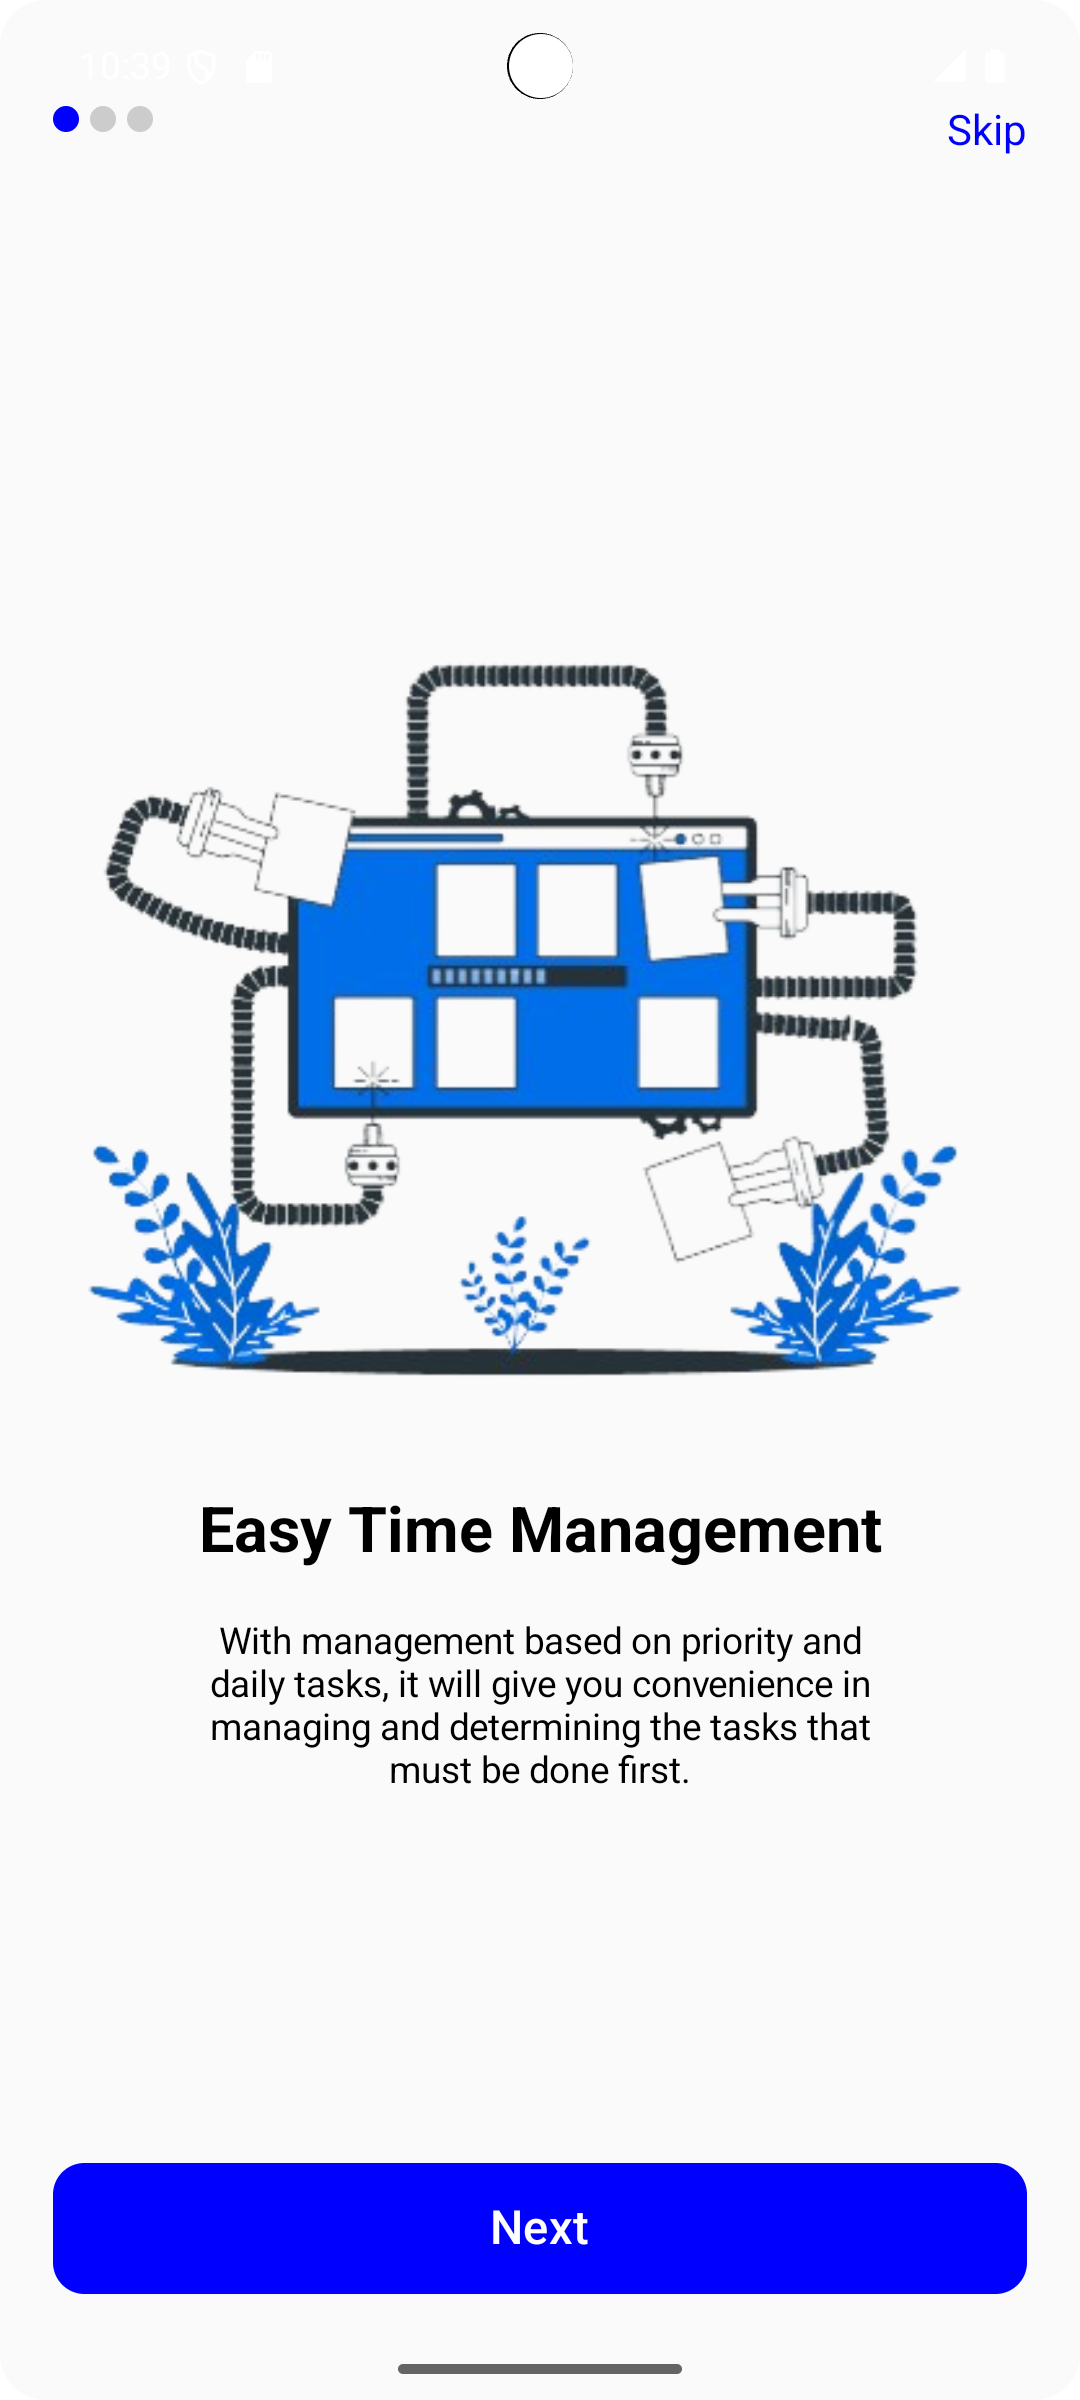 10:39
Skip
Easy Time Management
With management based on priority and
daily tasks, it will give you convenience in
managing and determining the tasks that
must be done first.
Next